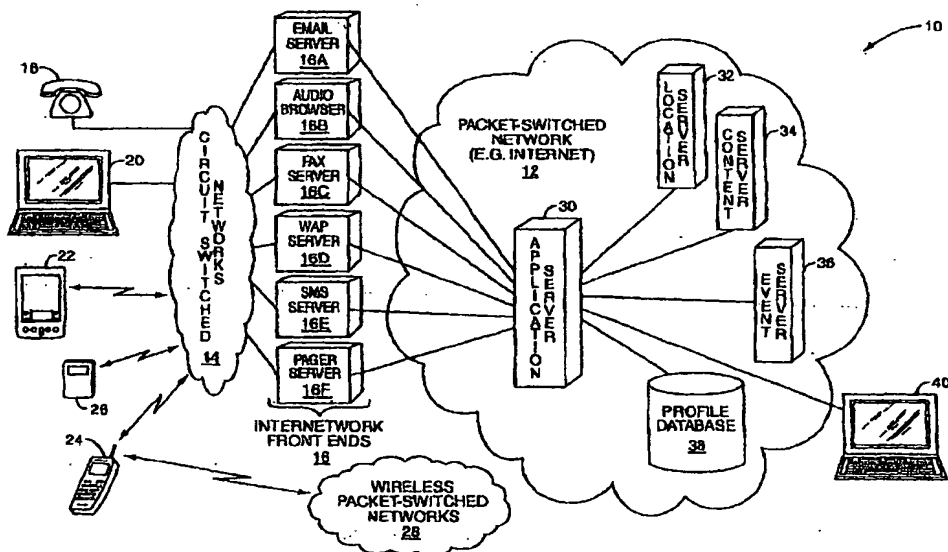 10
EMAIL
SERVER
16A
AUDIO
BROWSER
16B
FAX
SERVER
16C
WAP
SERVER
16D
SMS
SERVER
16E
PAGER
SERVER
16F
INTERNETWORK
FRONT ENDS
16
18
20
22
26
24
CIRCUIT SWITCHED
NETWORKS
14
WIRELESS
PACKET-SWITCHED
NETWORKS
28
PACKET-SWITCHED
NETWORK
(E.G. INTERNET)
12
30
APPLICATION
SERVER
32
LOCATION
SERVER
34
CONTENT
SERVER
36
EVENT
SERVER
PROFILE
DATABASE
38
40